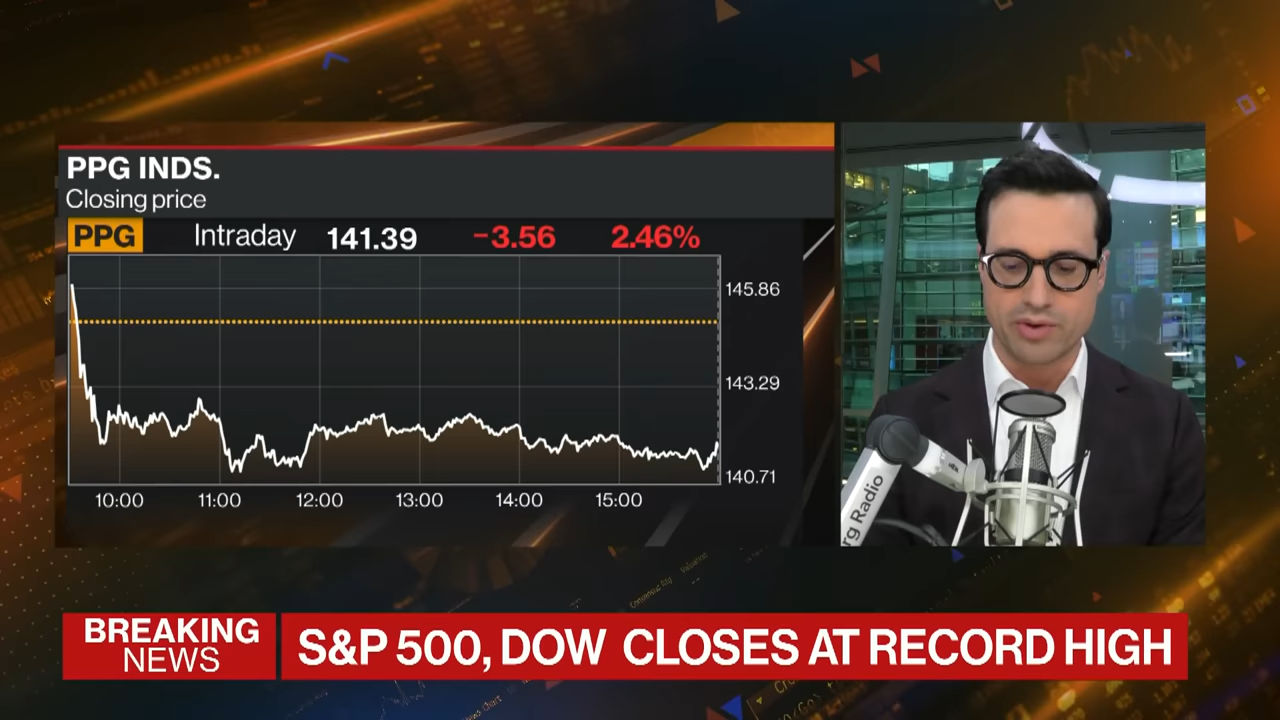 PPG INDS.
Closing price
PPG Intraday 141.39 -3.56 2.46%
145.86
143.29
140.71
10:00 11:00 12:00 13:00 14:00 15:00
rg Radio
BREAKING
NEWS
S&P 500, DOW CLOSES AT RECORD HIGH